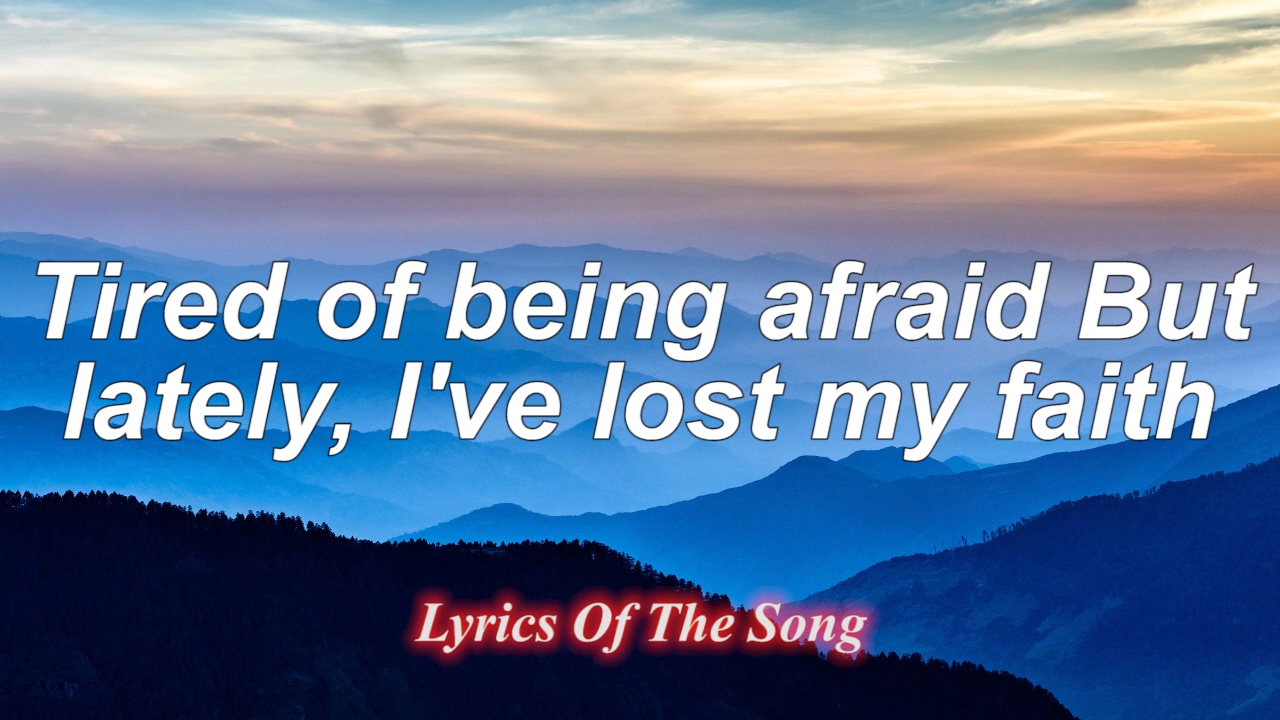 Tired of being afraid But
lately, I've lost my faith
Lyrics Of The Song